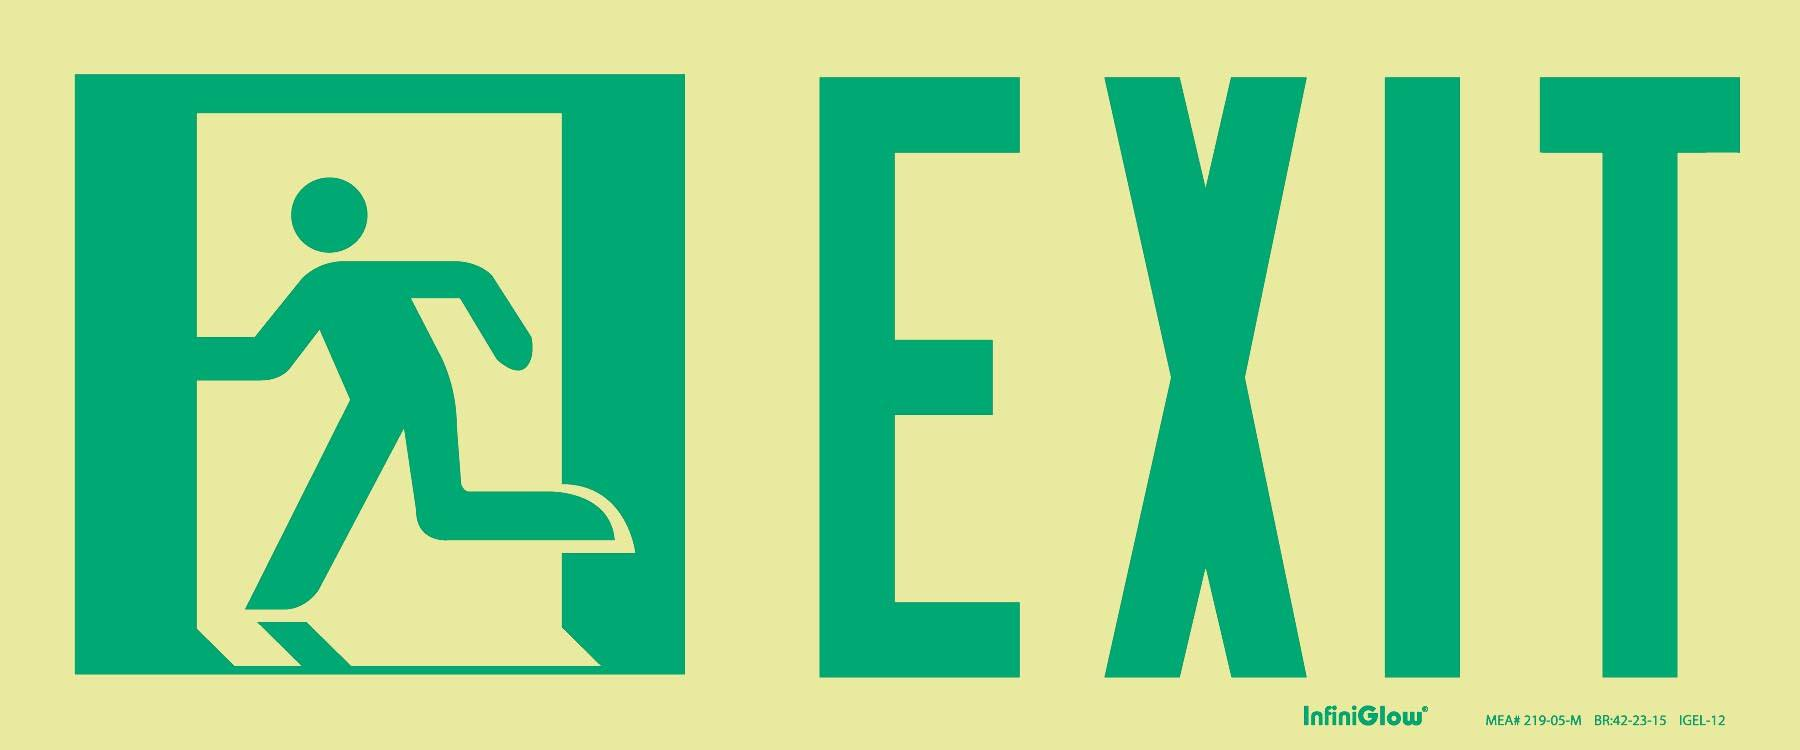 EXIT
InfiniGlow® MEA# 219-05-M BR:42-23-15 IGEL-12